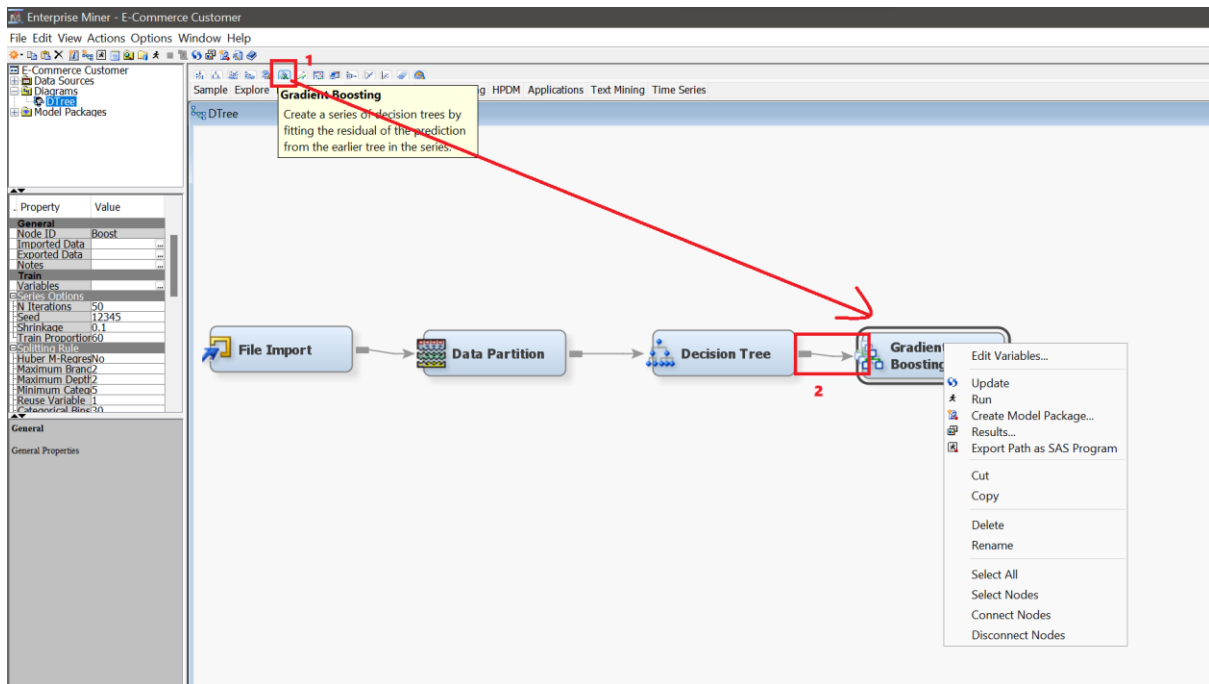 Enterprise Miner - E-Commerce Customer
File Edit View Actions Options Window Help
1
E-Commerce Customer
Data Sources
Diagrams
DTree
Model Packages
Sample Explore
g HPDM Applications Text Mining Time Series
Gradient Boosting
Create a series of decision trees by
fitting the residual of the prediction
from the earlier tree in the series.
DTree
.. Property Value
General
Node ID Boost
Imported Data ...
Exported Data ...
Notes ...
Train
Variables ...
Series Options
N Iterations 50
Seed 12345
Shrinkage 0.1
Train Proportior 60
Splitting Rule
Huber M-Regres No
Maximum Branc 2
Maximum Depth 2
Minimum Categ 5
Reuse Variable 1
Categorical Bins 30
General
General Properties
File Import
Data Partition
Decision Tree
2
Gradient
Boosting
Edit Variables...
Update
Run
Create Model Package...
Results...
Export Path as SAS Program
Cut
Copy
Delete
Rename
Select All
Select Nodes
Connect Nodes
Disconnect Nodes